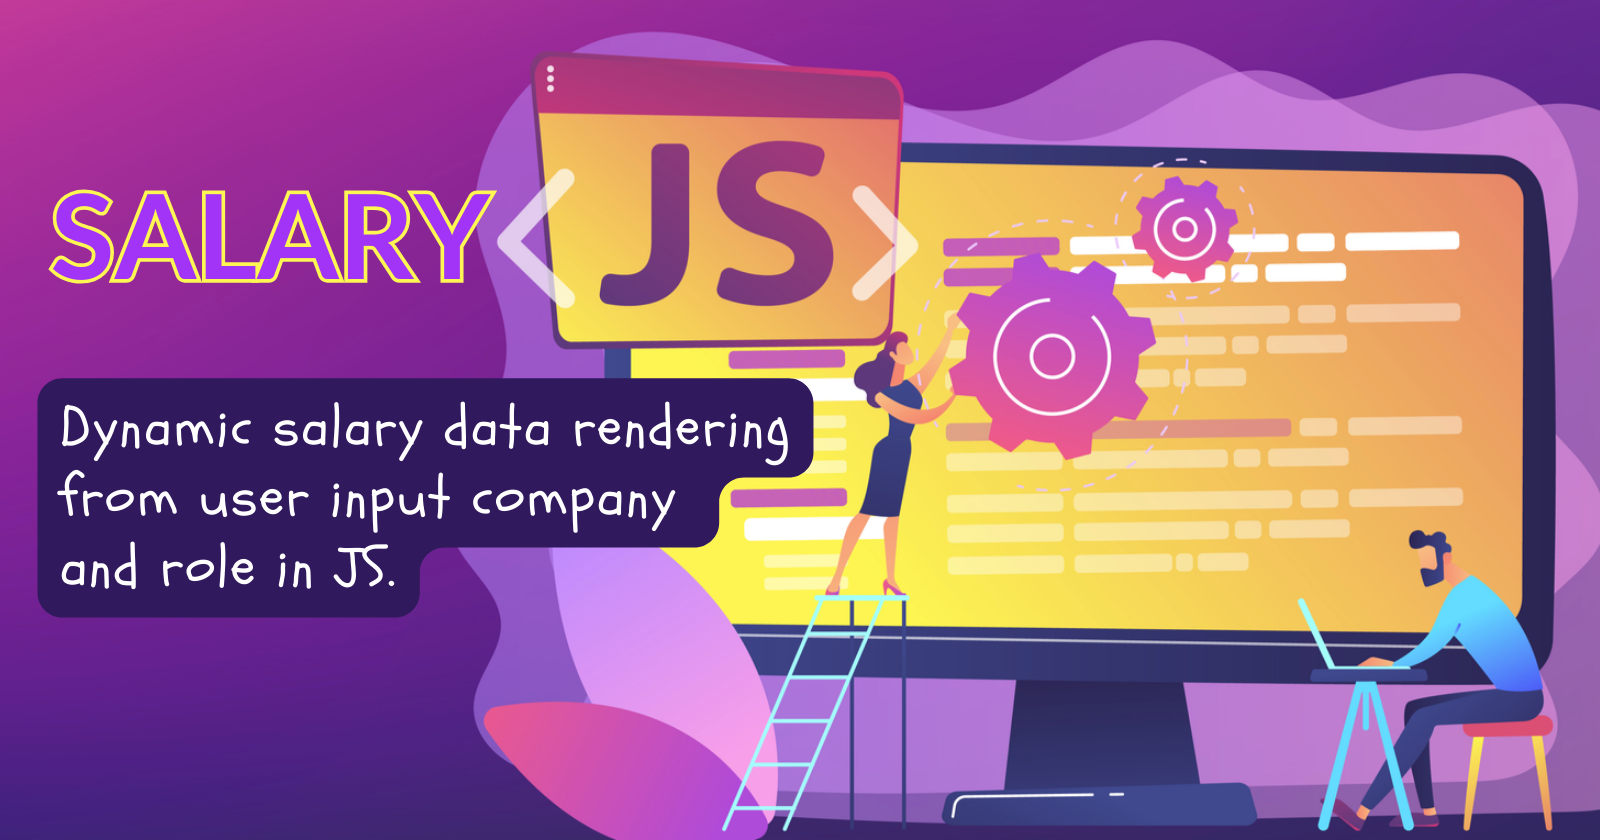 SALARY
<JS>
Dynamic salary data rendering
from user input company
and role in JS.